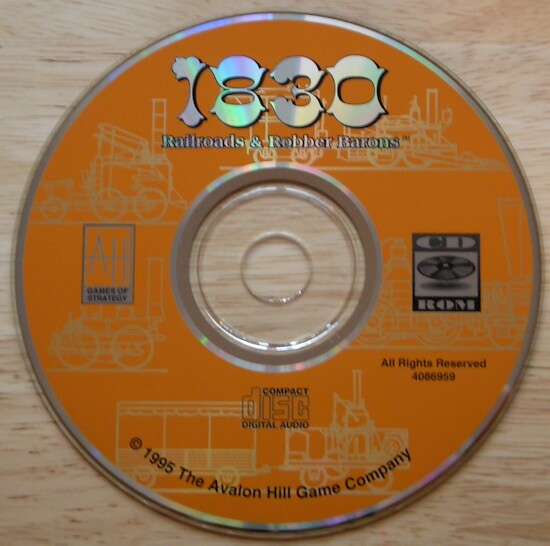 1830
Railroads & Robber Barons™
AH
GAMES OF
STRATEGY
CD
ROM
All Rights Reserved
4086959
COMPACT
disc
DIGITAL AUDIO
© 1995 The Avalon Hill Game Company